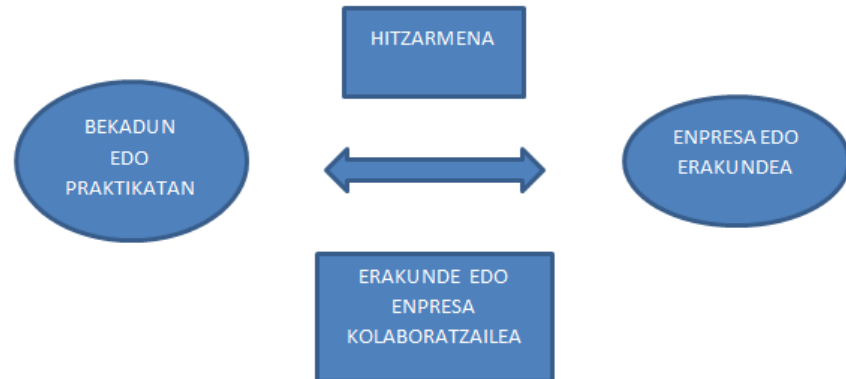 HITZARMENA
BEKADUN
EDO
PRAKTIKATAN
ENPRESA EDO
ERAKUNDEA
ERAKUNDE EDO
ENPRESA
KOLABORATZAILEA